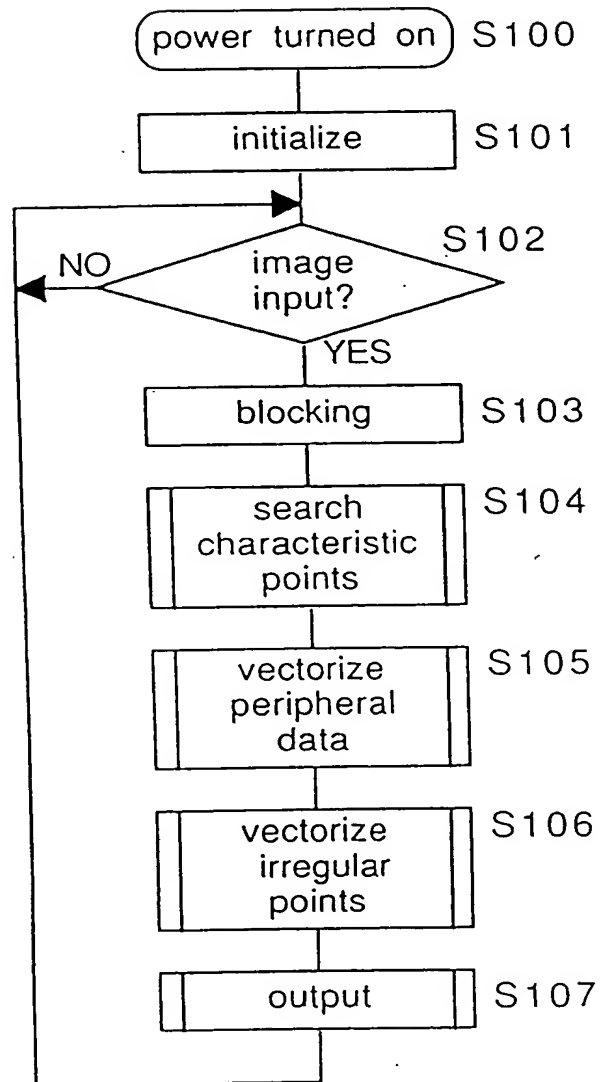 power turned on S100
initialize S101
S102
image
input?
NO
YES
blocking S103
search S104
characteristic
points
vectorize S105
peripheral
data
vectorize S106
irregular
points
output S107